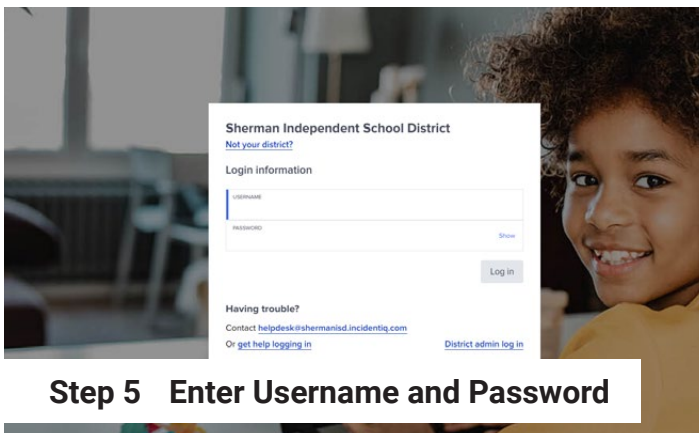 Sherman Independent School District
Not your district?
Login information
USERNAME
PASSWORD
Show
Log in
Having trouble?
Contact helpdesk@shermanisd.incidentiq.com
Or get help logging in
District admin log in
Step 5 Enter Username and Password